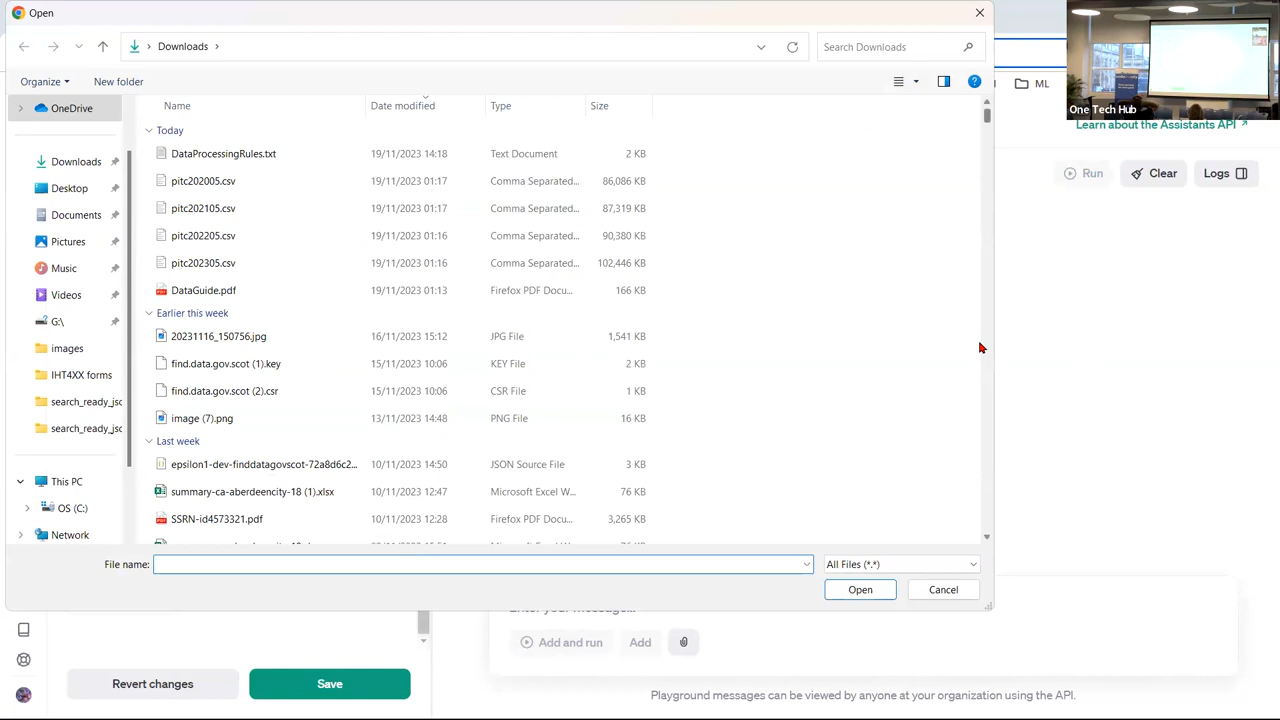 Open
Downloads
Search Downloads
Organize
New folder
Name Date modified Type Size
OneDrive
Downloads
Desktop
Documents
Pictures
Music
Videos
G:\
images
IHT4XX forms
search_ready_jsc
search_ready_jsc
This PC
OS (C:)
Network
Today
DataProcessingRules.txt 19/11/2023 14:18 Text Document 2 KB
pitc202005.csv 19/11/2023 01:17 Comma Separated... 86,086 KB
pitc202105.csv 19/11/2023 01:17 Comma Separated... 87,319 KB
pitc202205.csv 19/11/2023 01:16 Comma Separated... 90,380 KB
pitc202305.csv 19/11/2023 01:16 Comma Separated... 102,446 KB
DataGuide.pdf 19/11/2023 01:13 Firefox PDF Docu... 166 KB
Earlier this week
20231116_150756.jpg 16/11/2023 15:12 JPG File 1,541 KB
find.data.gov.scot (1).key 15/11/2023 10:06 KEY File 2 KB
find.data.gov.scot (2).csr 15/11/2023 10:06 CSR File 1 KB
image (7).png 13/11/2023 14:48 PNG File 16 KB
Last week
epsilon1-dev-finddatagovscot-72a8d6c2... 10/11/2023 14:50 JSON Source File 3 KB
summary-ca-aberdeencity-18 (1).xlsx 10/11/2023 12:47 Microsoft Excel W... 76 KB
SSRN-id4573321.pdf 10/11/2023 12:28 Firefox PDF Docu... 3,265 KB
File name:
All Files (*.*)
Open Cancel
One Tech Hub
ML
Learn about the Assistants API
Run Clear Logs
Add and run Add
Revert changes Save
Playground messages can be viewed by anyone at your organization using the API.